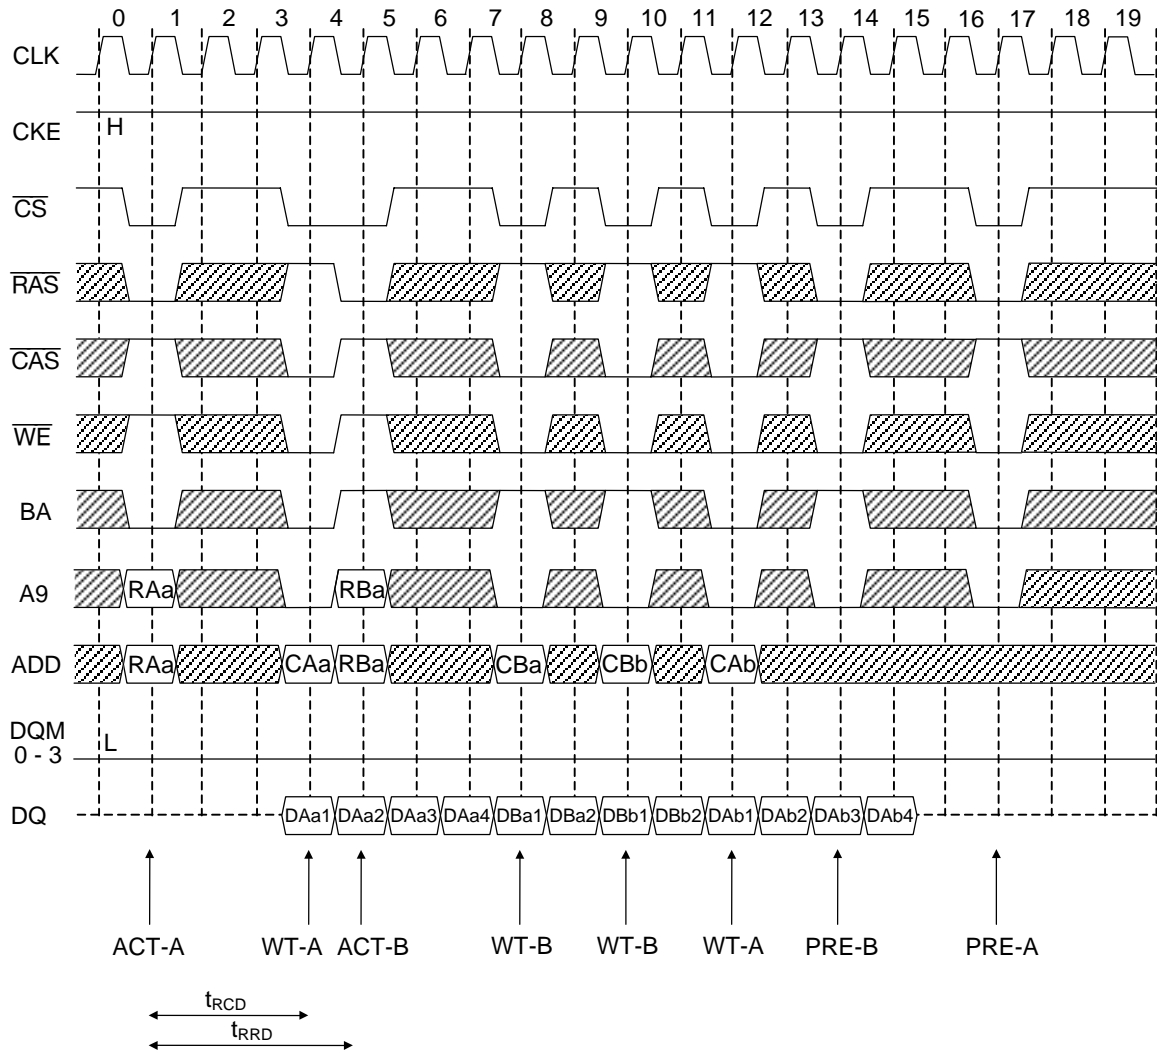 0 1 2 3 4 5 6 7 8 9 10 11 12 13 14 15 16 17 18 19
CLK
CKE H
CS
RAS
CAS
WE
BA
A9 RAa RBa
ADD RAa CAa RBa CBa CBb CAb
DQM
0 - 3 L
DQ DAa1 DAa2 DAa3 DAa4 DBa1 DBa2 DBb1 DBb2 DAb1 DAb2 DAb3 DAb4
ACT-A WT-A ACT-B WT-B WT-B WT-A PRE-B PRE-A
tRCD
tRRD